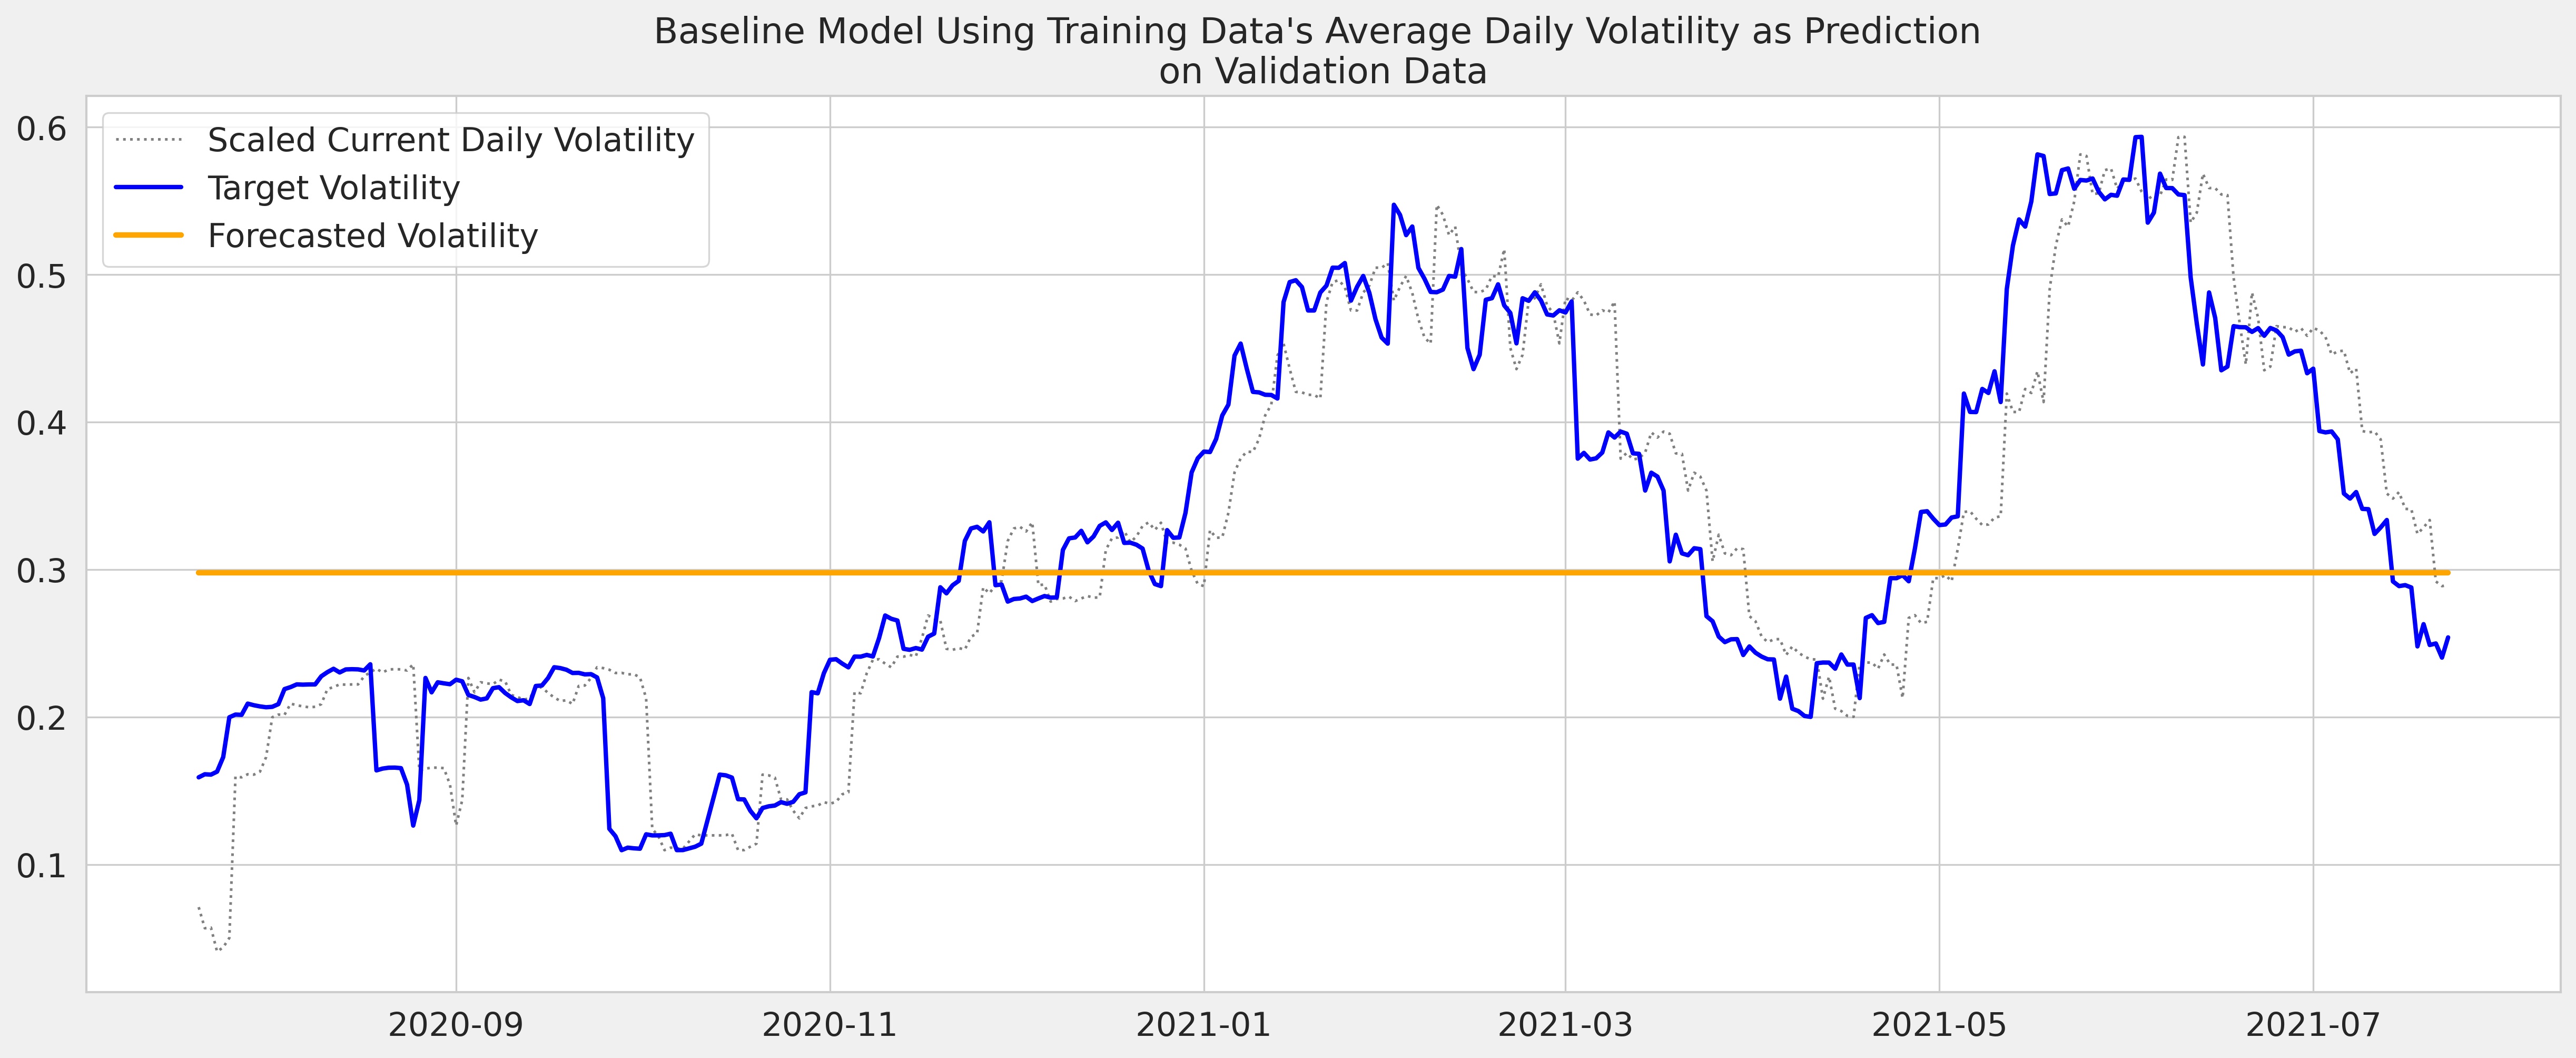 Baseline Model Using Training Data's Average Daily Volatility as Prediction
on Validation Data
Scaled Current Daily Volatility
Target Volatility
Forecasted Volatility
0.6
0.5
0.4
0.3
0.2
0.1
2020-09
2020-11
2021-01
2021-03
2021-05
2021-07